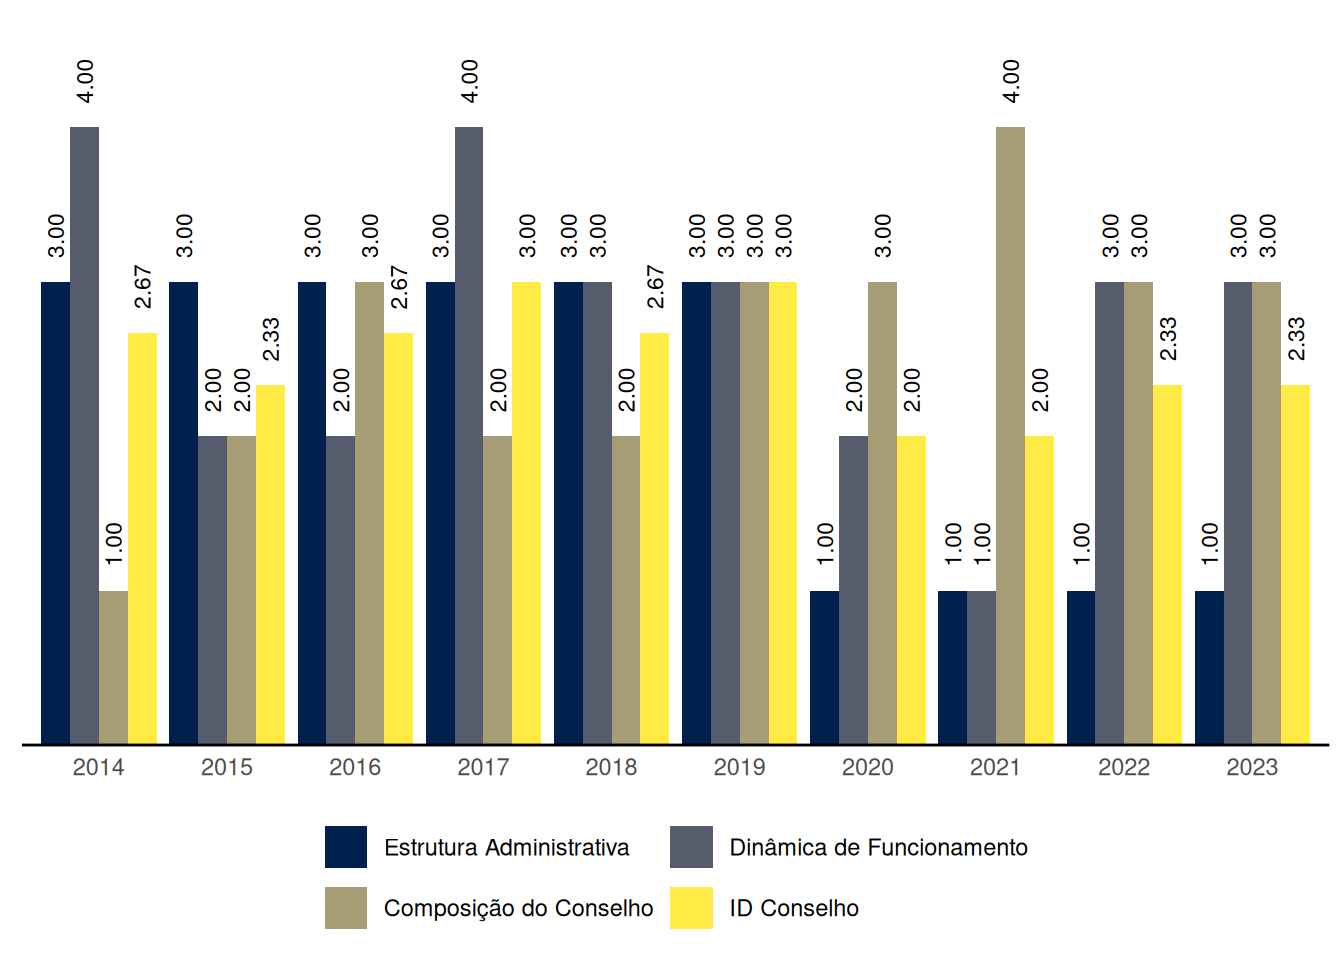 3.00 4.00 1.00 2.67 3.00 2.00 2.00 2.33 3.00 2.00 3.00 2.67 3.00 4.00 2.00 3.00 3.00 3.00 2.00 2.67 3.00 3.00 3.00 3.00 1.00 2.00 3.00 2.00 1.00 1.00 4.00 2.00 1.00 3.00 3.00 2.33 1.00 3.00 3.00 2.33
2014 2015 2016 2017 2018 2019 2020 2021 2022 2023
Estrutura Administrativa Dinâmica de Funcionamento
Composição do Conselho ID Conselho